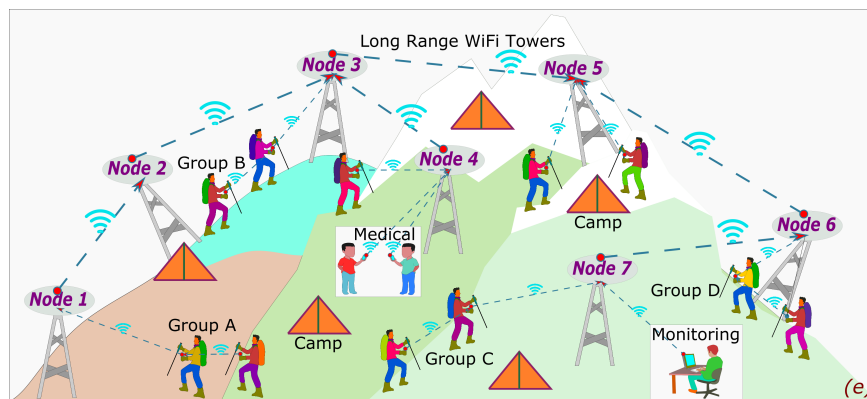 Long Range WiFi Towers
Node 3
Node 5
Group B
Node 2
Node 4
Medical
Camp
Node 6
Node 7
Node 1
Group D
Group A
Camp
Group C
Monitoring
(e